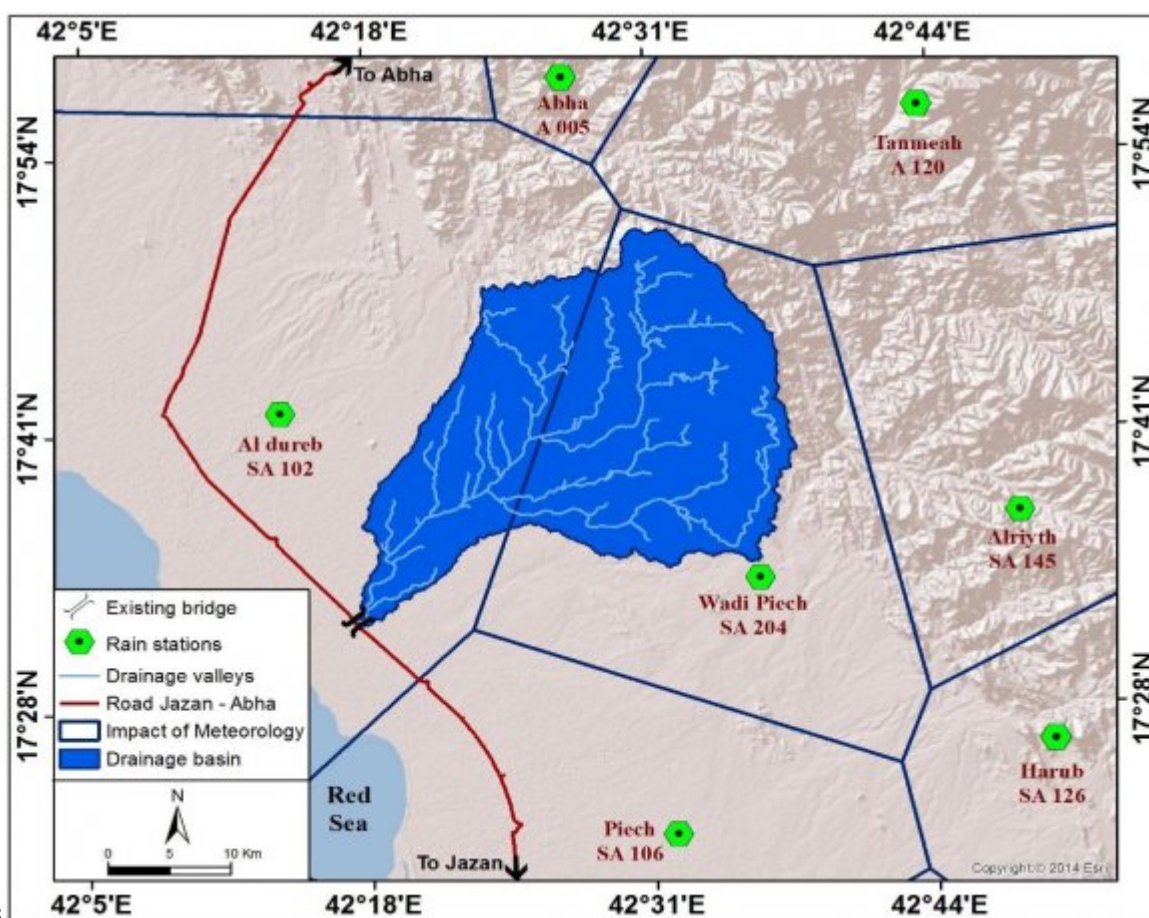 42°5'E 42°18'E 42°31'E 42°44'E
To Abha
Abha
A 005
Tanmeah
A 120
17°54'N
17°54'N
Al dureb
SA 102
17°41'N
17°41'N
Alriyth
SA 145
Wadi Piech
SA 204
Existing bridge
Rain stations
Drainage valleys
Road Jazan - Abha
Impact of Meteorology
Drainage basin
17°28'N
17°28'N
Harub
SA 126
Red
Sea
Piech
SA 106
N
0 5 10 Km
To Jazan
Copyright:© 2014 Esri
42°5'E 42°18'E 42°31'E 42°44'E